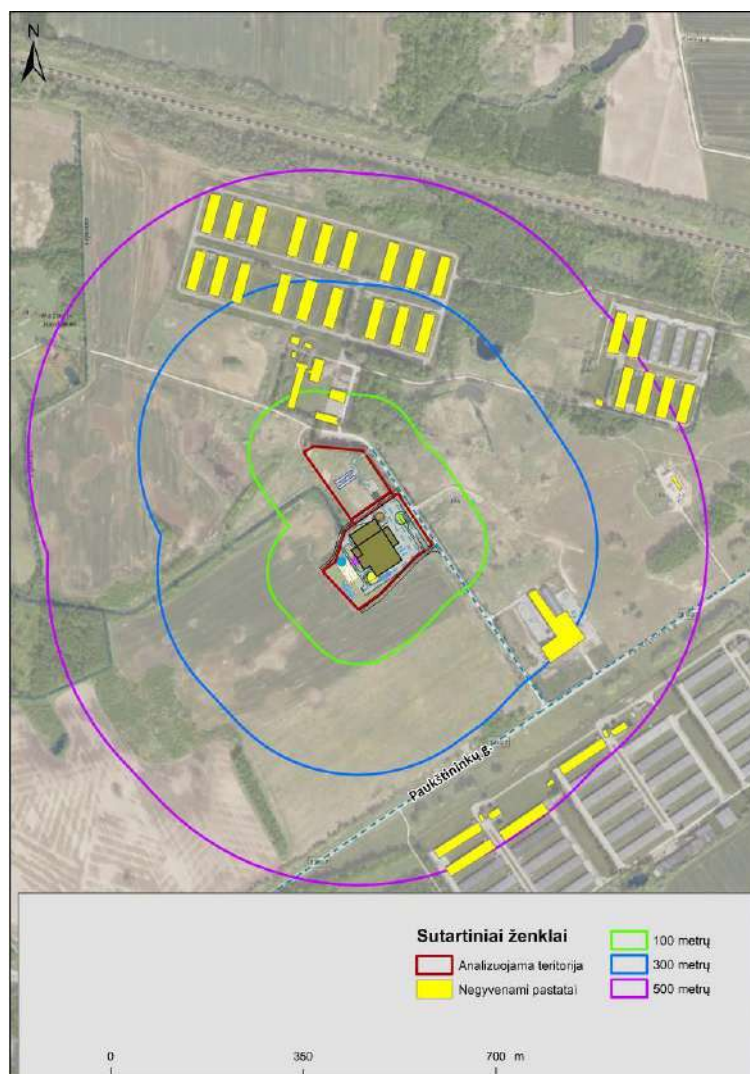 N
Paukštininkų g.
Sutartiniai ženklai
Analizuojama teritorija
Negyvenami pastatai
100 metrų
300 metrų
500 metrų
0 350 700 m